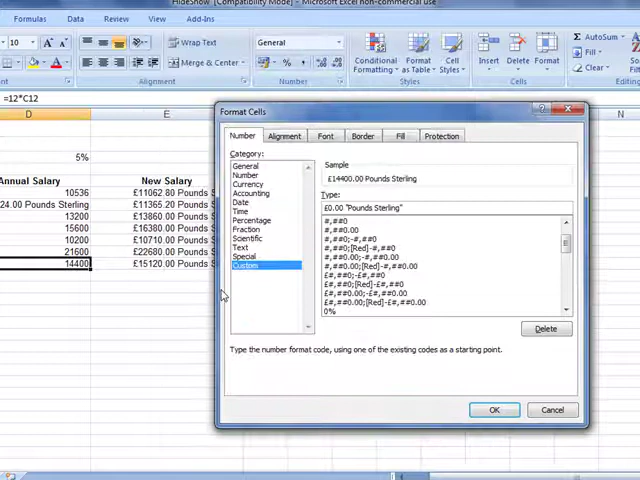 HideShow [Compatibility Mode] - Microsoft Excel non-commercial use
Formulas Data Review View Add-Ins
10 Wrap Text General AutoSum
Fill
Merge & Center Conditional Formatting Format as Table Cell Styles Insert Delete Format Clear
Alignment Number Styles Cells Editing
=12*C12
D E N
5%
Annual Salary New Salary
10536 £11062.80 Pounds
24.00 Pounds Sterling
13200 £13860.00 Pounds
15600 £16380.00 Pounds
10200 £10710.00 Pounds
21600 £22680.00 Pounds
14400 £15120.00 Pounds
Format Cells
Number Alignment Font Border Fill Protection
Category:
General
Number
Currency
Accounting
Date
Time
Percentage
Fraction
Scientific
Text
Special
Custom
Sample
£14400.00 Pounds Sterling
Type:
£0.00 "Pounds Sterling"
#,##0
#,##0.00
#,##0;-#,##0
#,##0;[Red]-#,##0
#,##0.00;-#,##0.00
#,##0.00;[Red]-#,##0.00
£#,##0;-£#,##0
£#,##0;[Red]-£#,##0
£#,##0.00;-£#,##0.00
£#,##0.00;[Red]-£#,##0.00
0%
Delete
Type the number format code, using one of the existing codes as a starting point.
OK Cancel